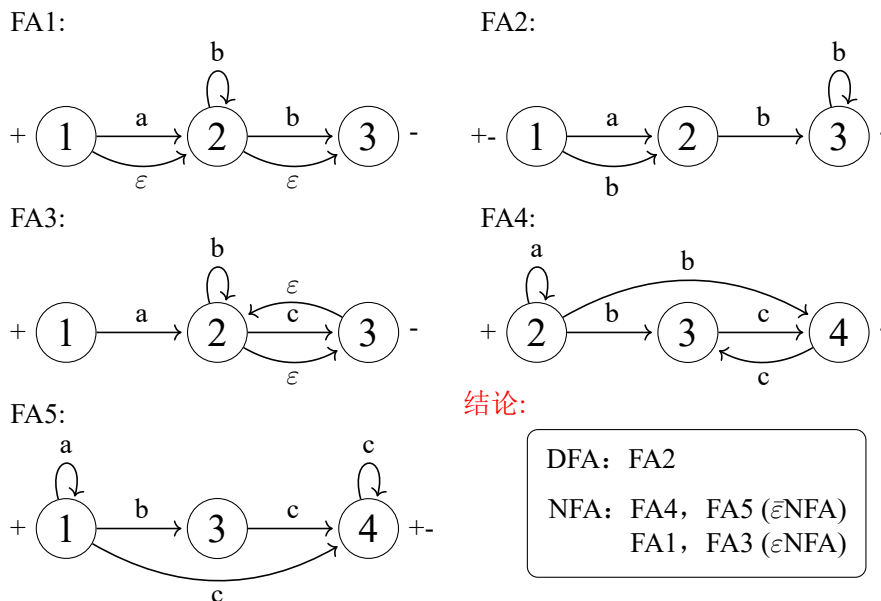 FA1:
b
+ 1 a 2 b 3 -
ε ε
FA2:
b
+- 1 a 2 b 3
b
FA3:
b
ε
+ 1 a 2 c 3 -
ε
FA4:
a
b
+ 2 b 3 c 4
c
FA5:
a c
+ 1 b 3 c 4 +-
c
结论:
DFA：FA2
NFA：FA4，FA5 (ε̄NFA)
FA1，FA3 (εNFA)